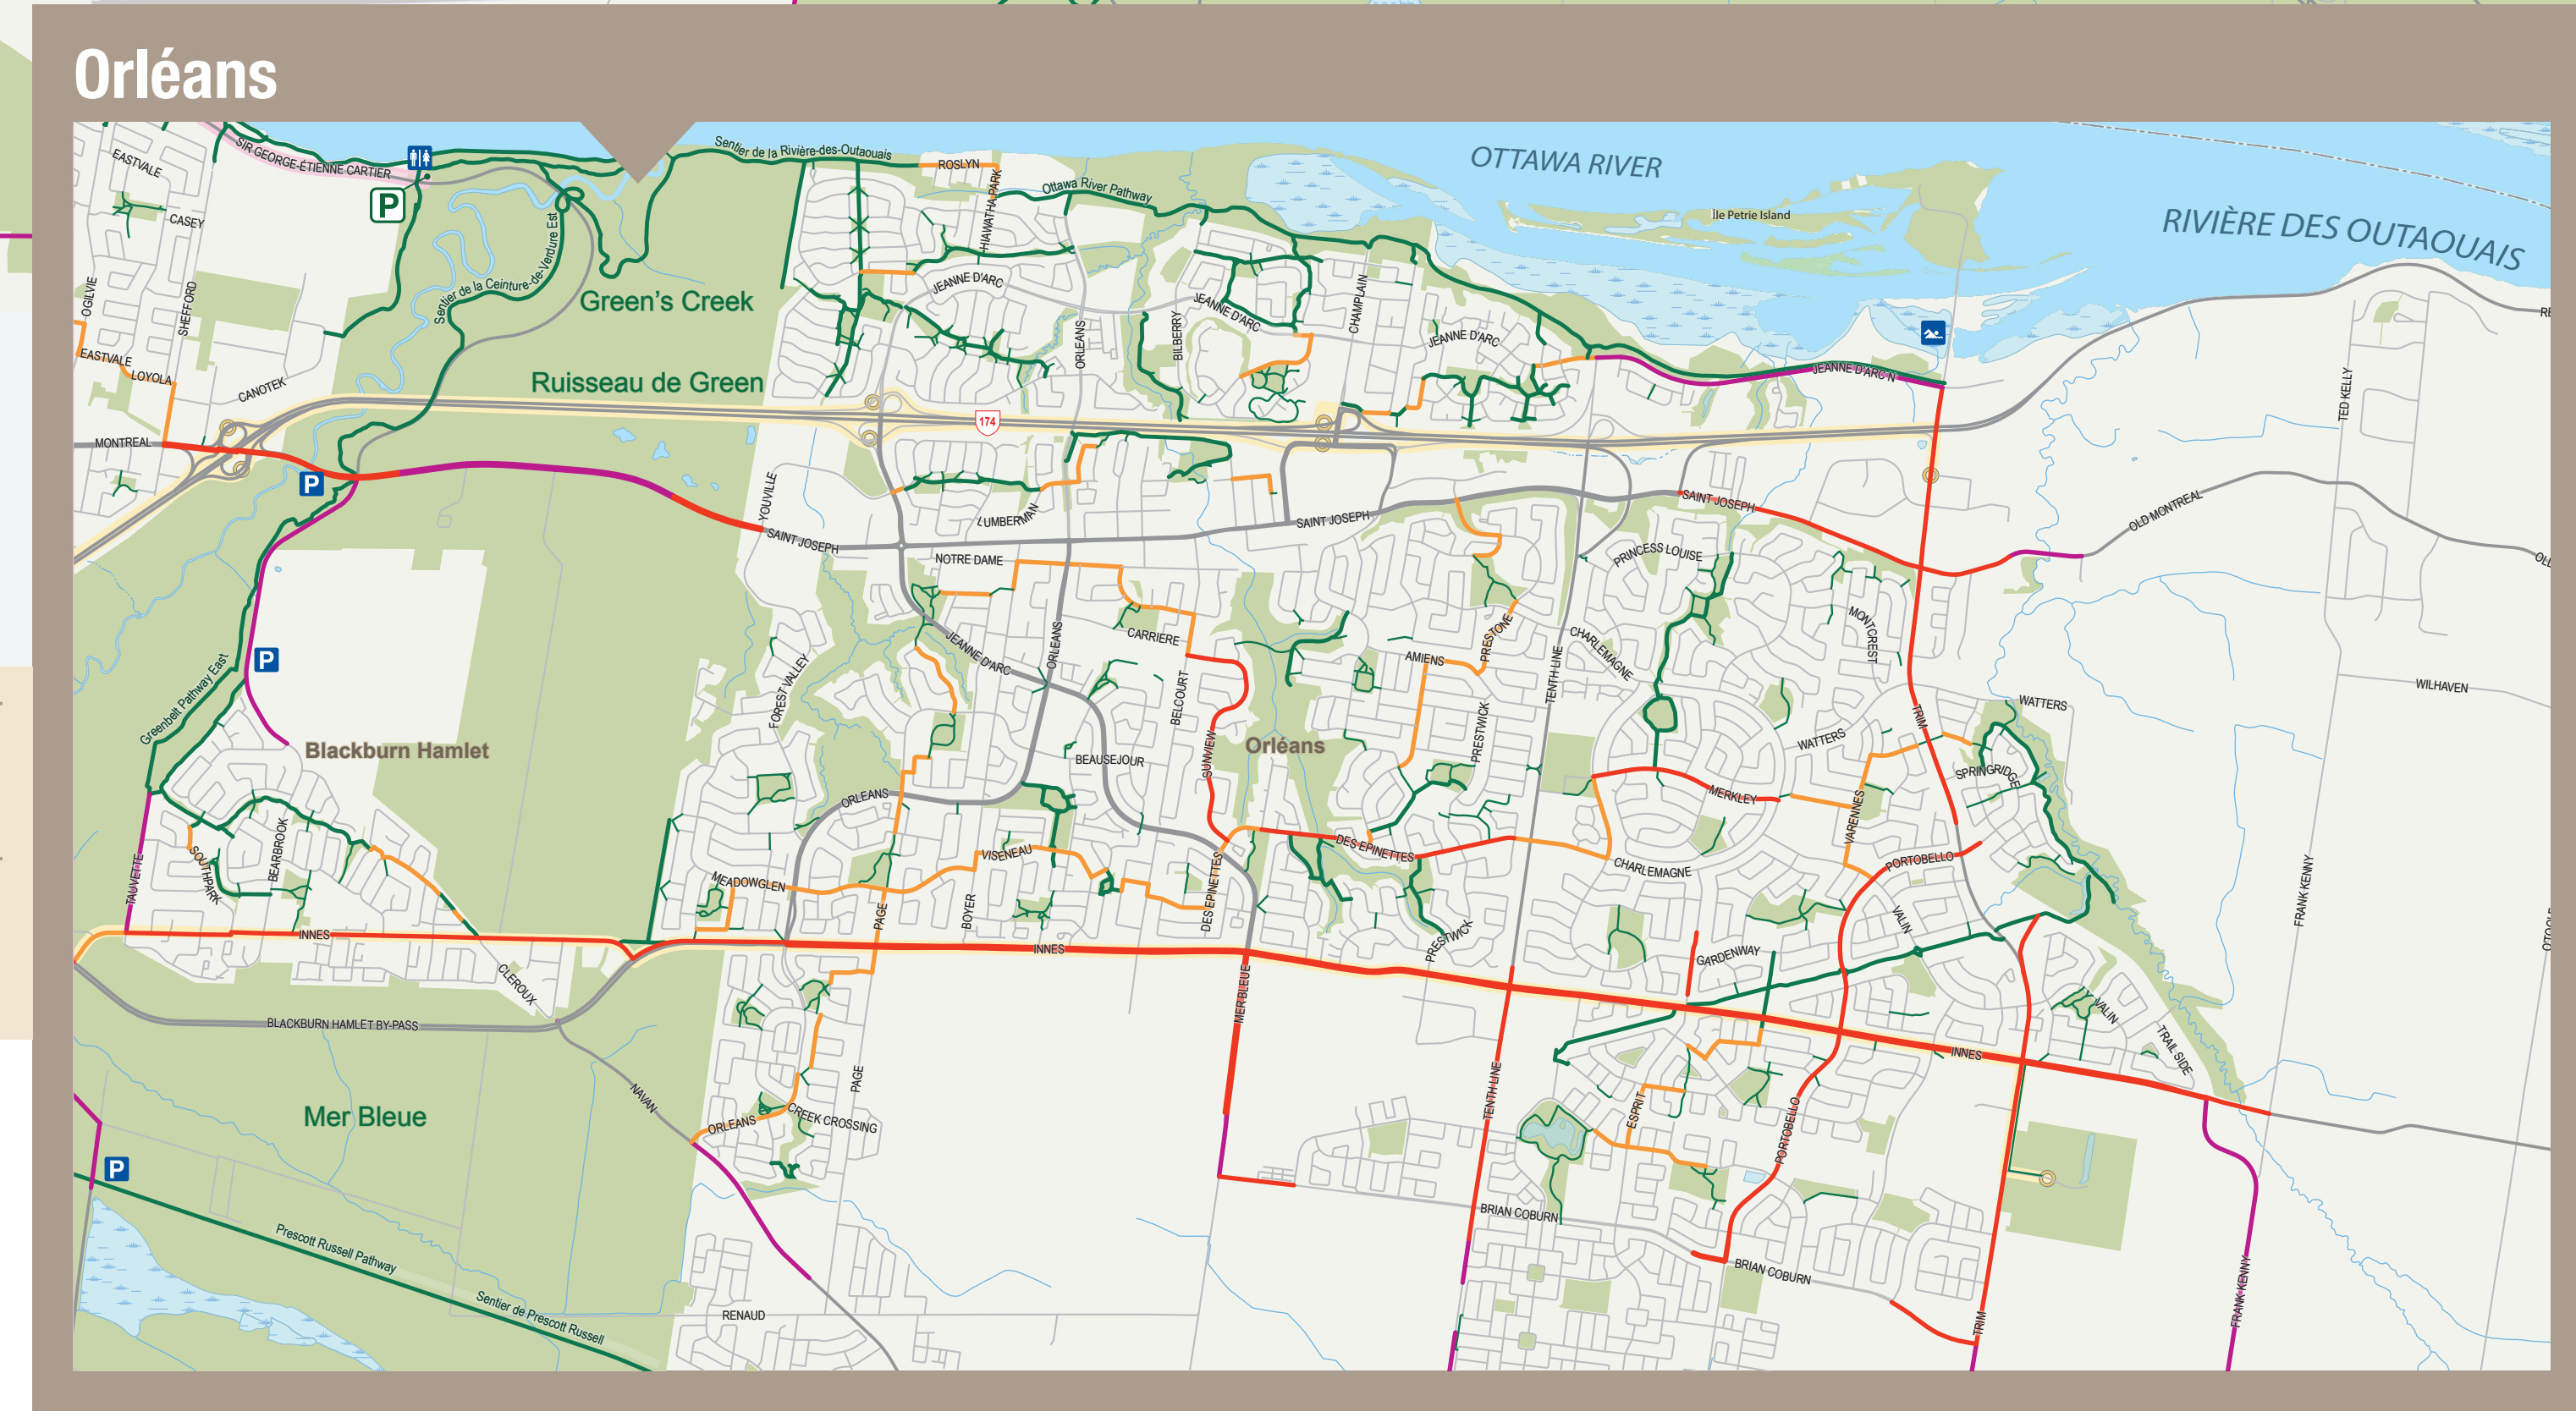 Orléans
EASTVALE
SIR GEORGE-ÉTIENNE CARTIER
P
Sentier de la Rivière-des-Outaouais
ROSLYN
HIAWATHA PARK
Ottawa River Pathway
OTTAWA RIVER
Île Petrie Island
RIVIÈRE DES OUTAOUAIS
CASEY
OGILVIE
SHEFFORD
Sentier de la Ceinture-de-Verdure Est
Green's Creek
Ruisseau de Green
JEANNE D'ARC
ORLEANS
BILBERRY
JEANNE D'ARC
CHAMPLAIN
JEANNE D'ARC
JEANNE D'ARC N
EASTVALE
LOYOLA
CANOTEK
MONTREAL
174
TED KELLY
P
YOUVILLE
LUMBERMAN
SAINT JOSEPH
SAINT JOSEPH
SAINT JOSEPH
OLD MONTREAL
NOTRE DAME
PRINCESS LOUISE
CARRIERE
JEANNE D'ARC
ORLEANS
PRESTONE
AMIENS
CHARLEMAGNE
MONTCREST
TENTH LINE
P
Greenbelt Pathway East
FOREST VALLEY
BELCOURT
WILHAVEN
WATTERS
TRIM
PRESTWICK
WATTERS
Blackburn Hamlet
Orléans
SUNVIEW
BEAUSEJOUR
SPRINGRIDGE
ORLEANS
MERKLEY
VARENNES
BEARBROOK
SOUTHPARK
TAUVETTE
VISENEAU
DES EPINETTES
PORTOBELLO
CHARLEMAGNE
MEADOWGLEN
DES EPINETTES
FRANK KENNY
PAGE
BOYER
VALIN
INNES
INNES
PRESTWICK
GARDENWAY
CLEROUX
MER BLEUE
VALIN
BLACKBURN HAMLET BY-PASS
INNES
TRAIL SIDE
NAVAN
PAGE
TENTH LINE
Mer Bleue
ORLEANS
CREEK CROSSING
ESPRIT
PORTOBELLO
P
BRIAN COBURN
Prescott Russell Pathway
BRIAN COBURN
Sentier de Prescott Russell
RENAUD
TRIM
FRANK KENNY